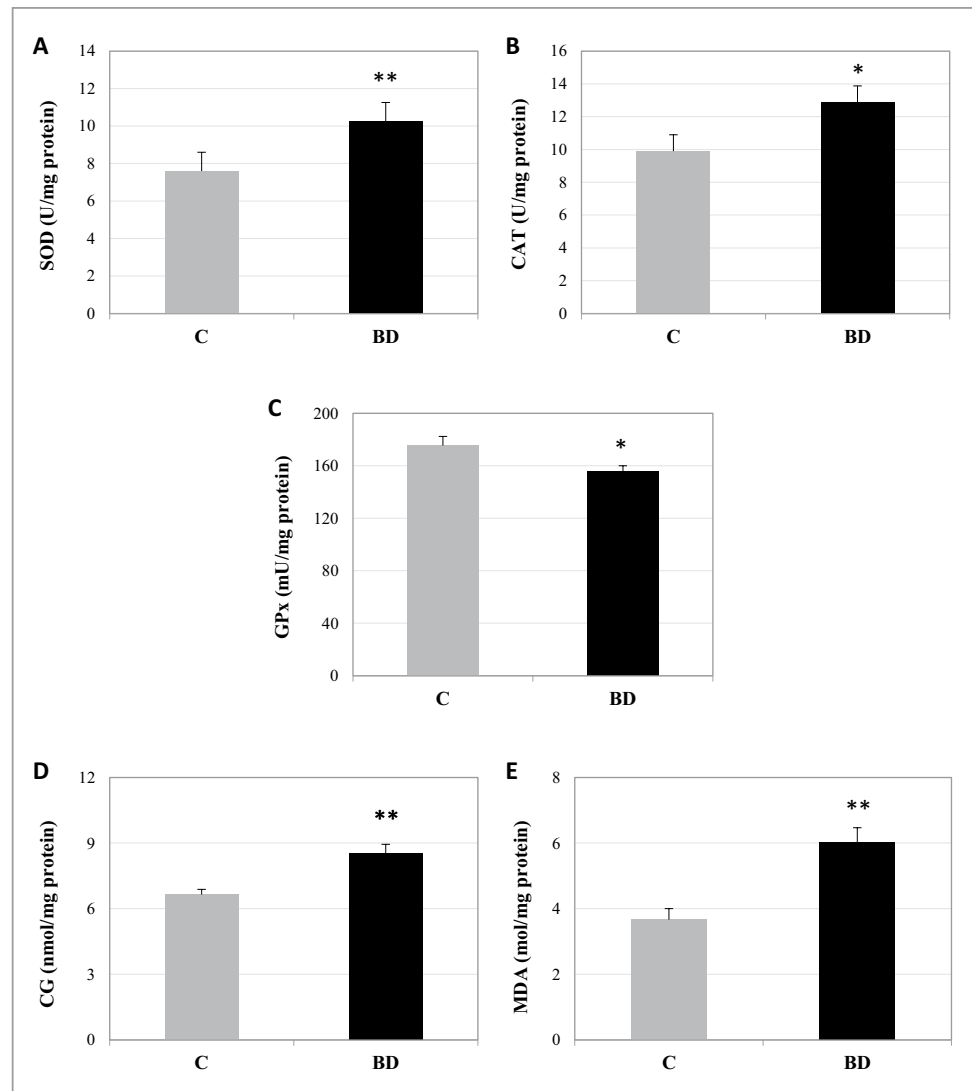 A
SOD (U/mg protein)
14
12
10
8
6
4
2
0
**
C
BD
B
CAT (U/mg protein)
16
14
12
10
8
6
4
2
0
*
C
BD
C
GPx (mU/mg protein)
200
160
120
80
40
0
*
C
BD
D
CG (nmol/mg protein)
12
9
6
3
0
**
C
BD
E
MDA (mol/mg protein)
8
6
4
2
0
**
C
BD